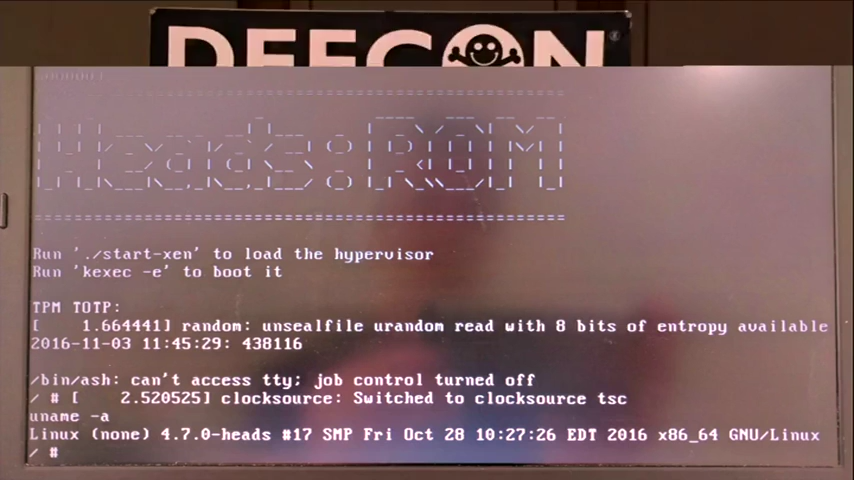 DEFCON
Heads:ROM
Run './start-xen' to load the hypervisor
Run 'kexec -e' to boot it
TPM TOTP:
[    1.664441] random: unsealfile urandom read with 8 bits of entropy available
2016-11-03 11:45:29: 438116
/bin/ash: can't access tty; job control turned off
/ # [    2.520525] clocksource: Switched to clocksource tsc
uname -a
Linux (none) 4.7.0-heads #17 SMP Fri Oct 28 10:27:26 EDT 2016 x86_64 GNU/Linux
/ #